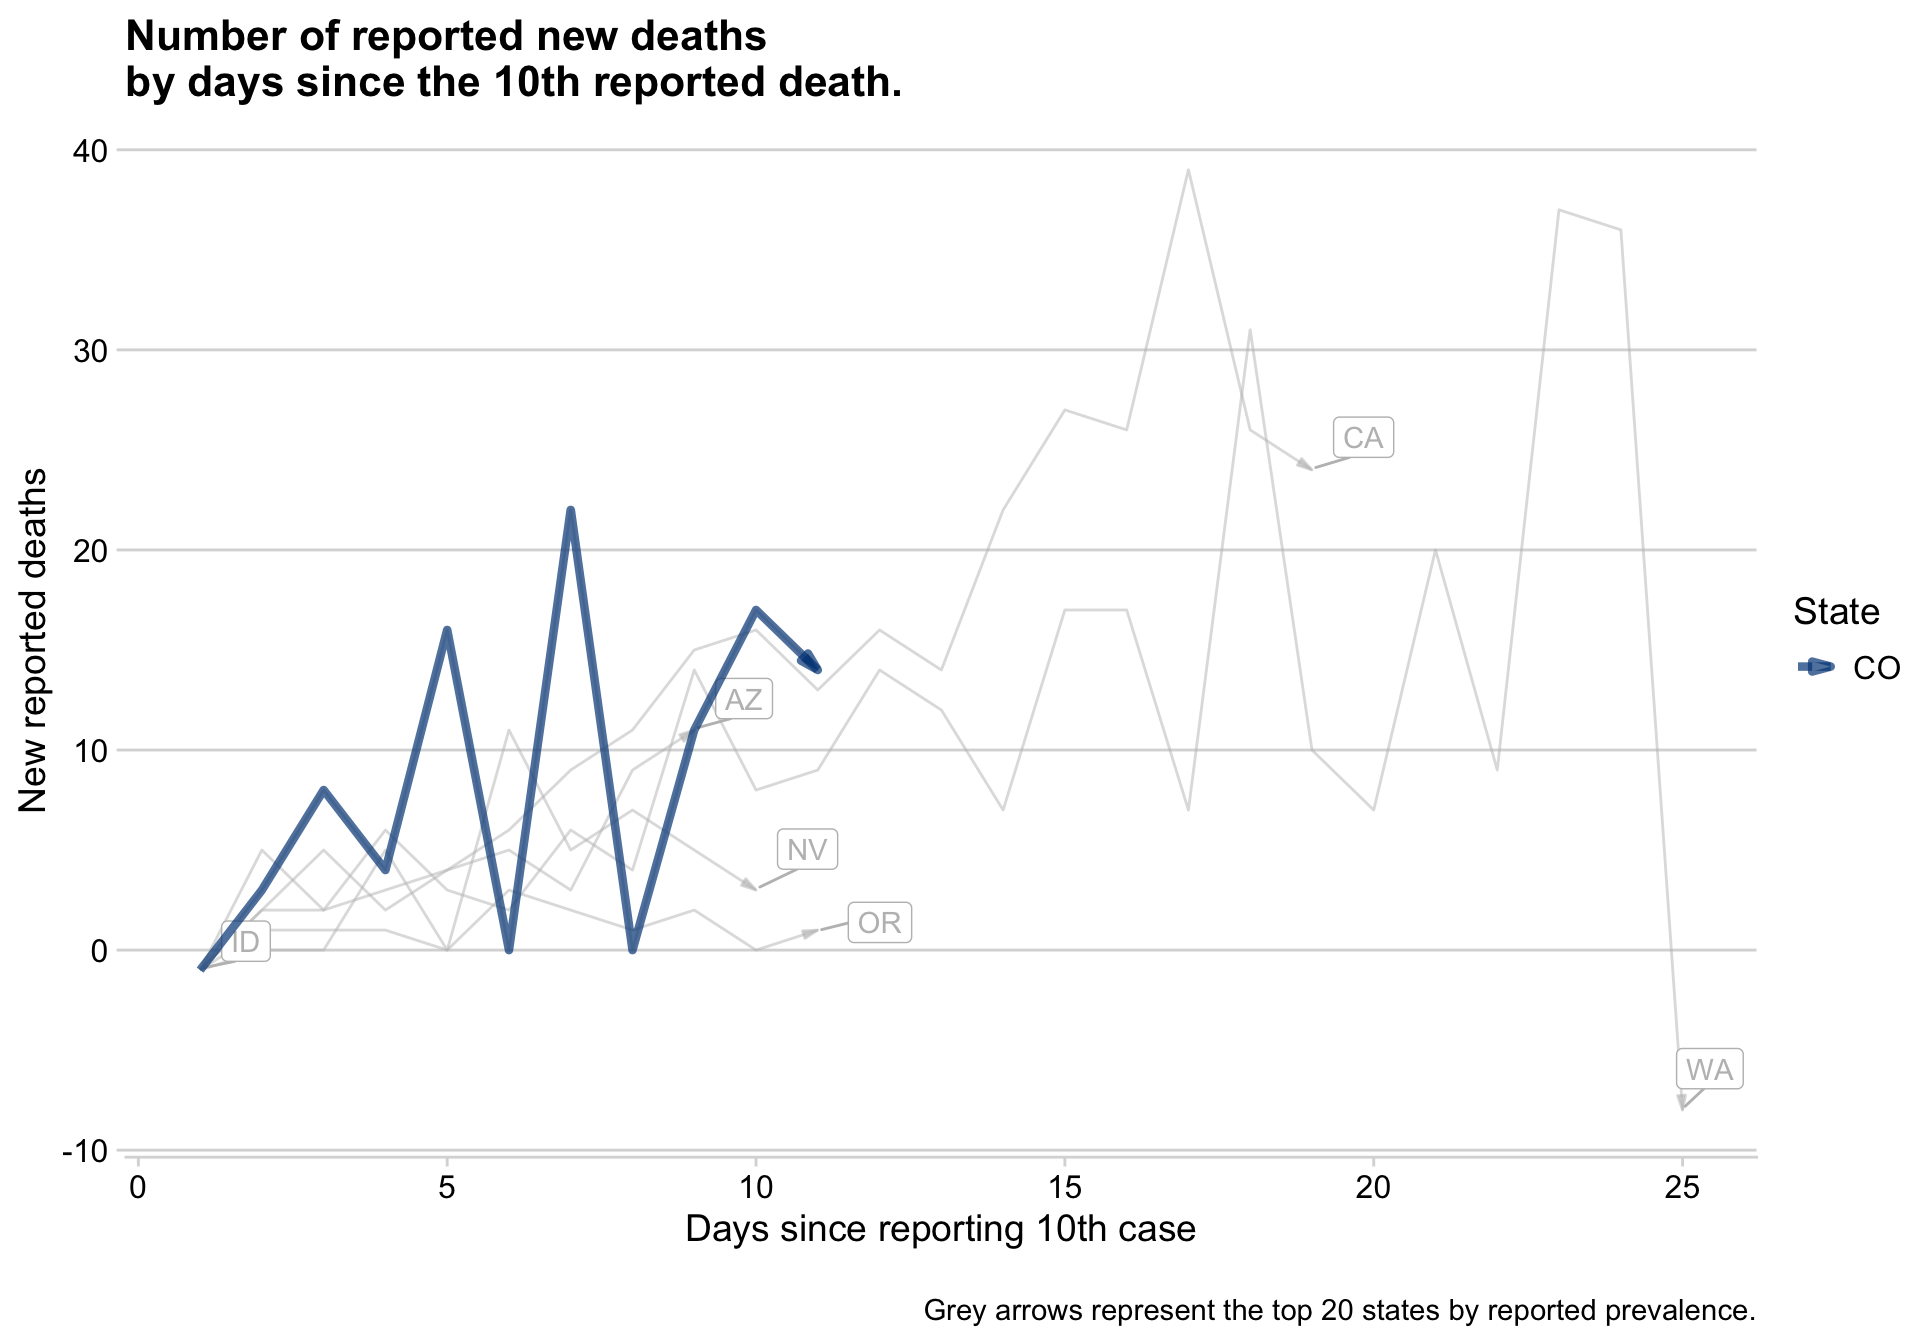 Number of reported new deaths
by days since the 10th reported death.
40
30
20
10
0
-10
New reported deaths
CA
AZ
NV
OR
ID
WA
State
CO
0 5 10 15 20 25
Days since reporting 10th case
Grey arrows represent the top 20 states by reported prevalence.